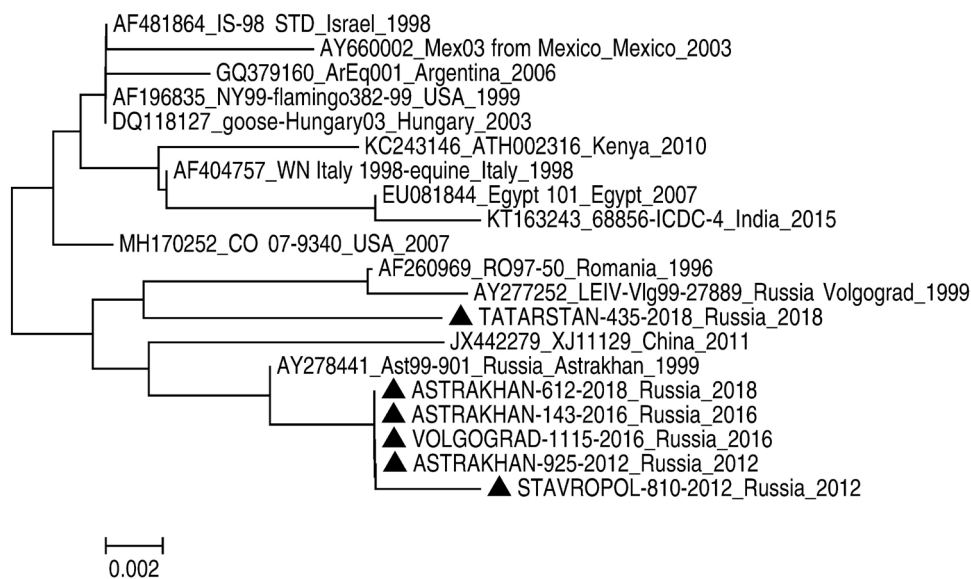 AF481864_IS-98 STD_Israel_1998
AY660002_Mex03 from Mexico_Mexico_2003
GQ379160_ArEq001_Argentina_2006
AF196835_NY99-flamingo382-99_USA_1999
DQ118127_goose-Hungary03_Hungary_2003
KC243146_ATH002316_Kenya_2010
AF404757_WN Italy 1998-equine_Italy_1998
EU081844_Egypt 101_Egypt_2007
KT163243_68856-ICDC-4_India_2015
MH170252_CO 07-9340_USA_2007
AF260969_RO97-50_Romania_1996
AY277252_LEIV-Vlg99-27889_Russia Volgograd_1999
TATARSTAN-435-2018_Russia_2018
JX442279_XJ11129_China_2011
AY278441_Ast99-901_Russia_Astrakhan_1999
ASTRAKHAN-612-2018_Russia_2018
ASTRAKHAN-143-2016_Russia_2016
VOLGOGRAD-1115-2016_Russia_2016
ASTRAKHAN-925-2012_Russia_2012
STAVROPOL-810-2012_Russia_2012
0.002